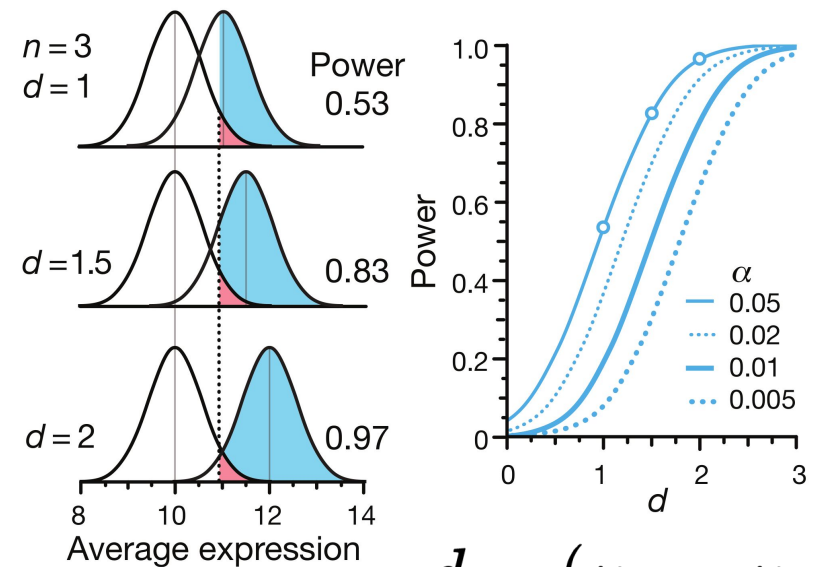 n = 3
d = 1
Power
0.53
d = 1.5
0.83
d = 2
0.97
8 10 12 14
Average expression
Power
1.0
0.8
0.6
0.4
0.2
0
0 1 2 3
d
α
0.05
0.02
0.01
0.005
d